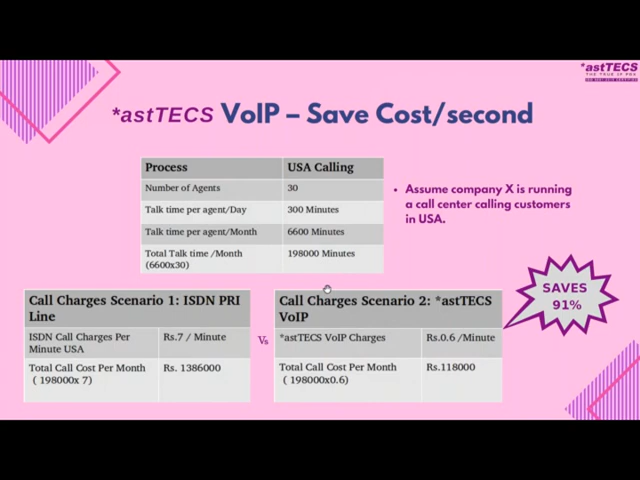 *astTECS
THE TRUE IP PBX
*astTECS VoIP – Save Cost/second
Process USA Calling
Number of Agents 30
Talk time per agent/Day 300 Minutes
Talk time per agent/Month 6600 Minutes
Total Talk time /Month 198000 Minutes
(6600x30)
• Assume company X is running
a call center calling customers
in USA.
SAVES
91%
Call Charges Scenario 1: ISDN PRI
Line
ISDN Call Charges Per Rs.7 / Minute
Minute USA
Total Call Cost Per Month Rs. 1386000
( 198000x 7)
Vs
Call Charges Scenario 2: *astTECS
VoIP
*astTECS VoIP Charges Rs.0.6 /Minute
Total Call Cost Per Month Rs.118000
( 198000x0.6)